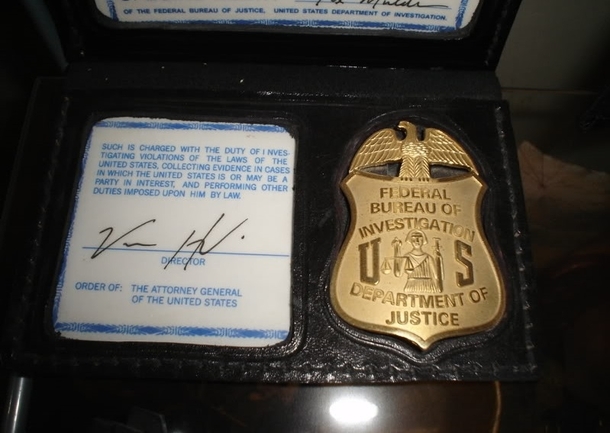 OF THE FEDERAL BUREAU OF JUSTICE, UNITED STATES DEPARTMENT OF INVESTIGATION.
SUCH IS CHARGED WITH THE DUTY OF I NVES-
TIGATING VIOLATIONS OF THE LAWS OF THE
UNITED STATES, COLLECTING EVIDENCE IN CASES
IN WHICH THE UNITED STATES IS OR MAY BE A
PARTY IN INTEREST, AND PERFORMING OTHER
DUTIES IMPOSED UPON HIM BY LAW.
DIRECTOR
ORDER OF: THE ATTORNEY GENERAL
OF THE UNITED STATES
FEDERAL
BUREAU OF
INVESTIGATION
U S
DEPARTMENT OF
JUSTICE